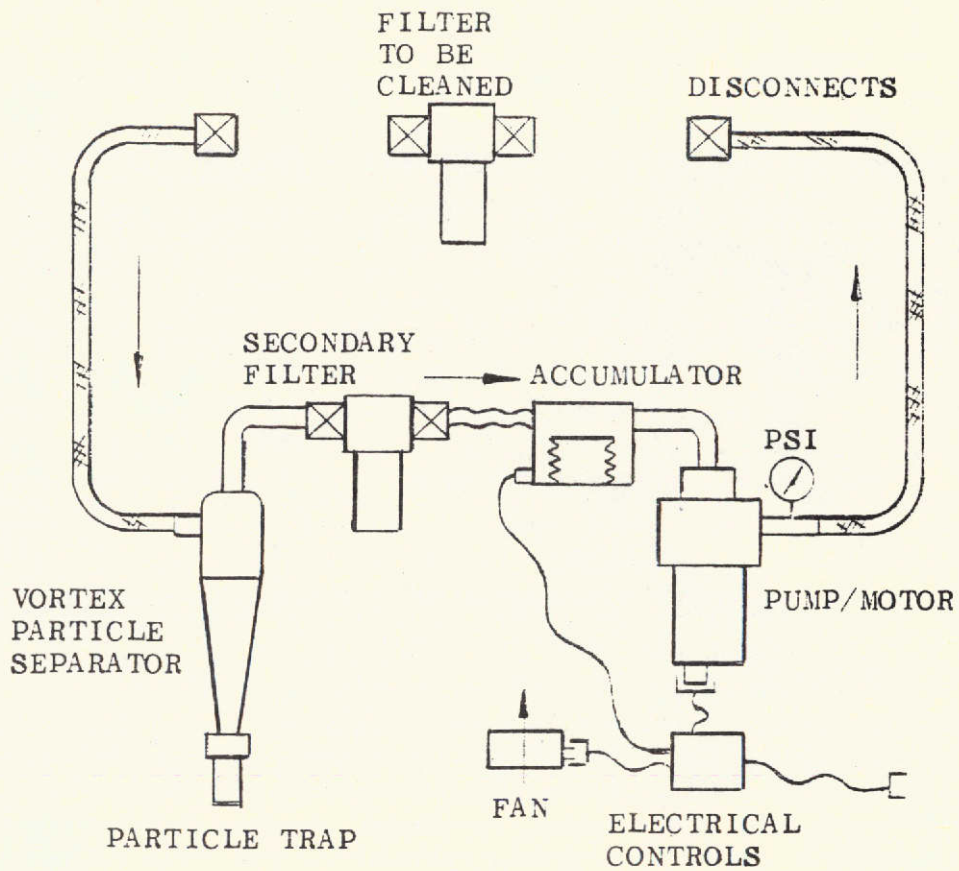 FILTER
TO BE
CLEANED
DISCONNECTS
SECONDARY
FILTER
ACCUMULATOR
PSI
VORTEX
PARTICLE
SEPARATOR
PUMP/MOTOR
FAN
PARTICLE TRAP
ELECTRICAL
CONTROLS